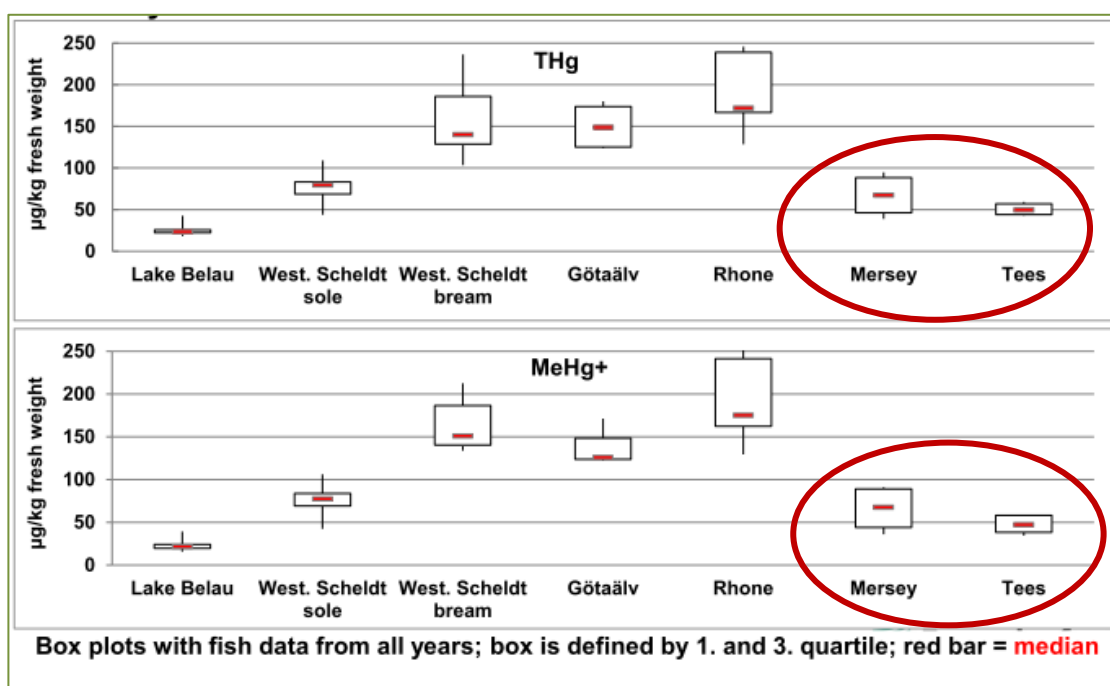 THg
250
200
150
100
50
0
µg/kg fresh weight
Lake Belau West. Scheldt West. Scheldt Götaälv Rhone Mersey Tees
sole bream
MeHg+
250
200
150
100
50
0
µg/kg fresh weight
Lake Belau West. Scheldt West. Scheldt Götaälv Rhone Mersey Tees
sole bream
Box plots with fish data from all years; box is defined by 1. and 3. quartile; red bar = median